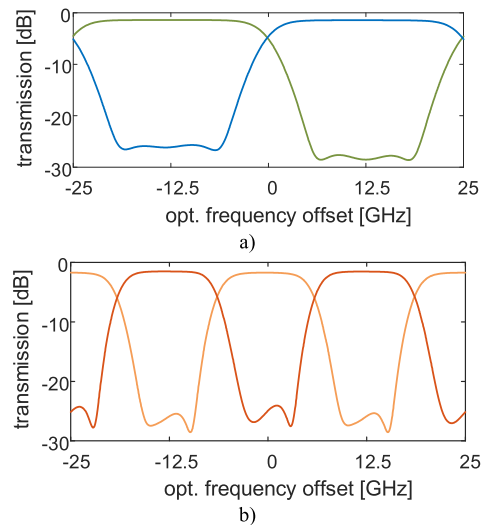 0
-10
-20
-30
transmission [dB]
-25 -12.5 0 12.5 25
opt. frequency offset [GHz]
a)
0
-10
-20
-30
transmission [dB]
-25 -12.5 0 12.5 25
opt. frequency offset [GHz]
b)